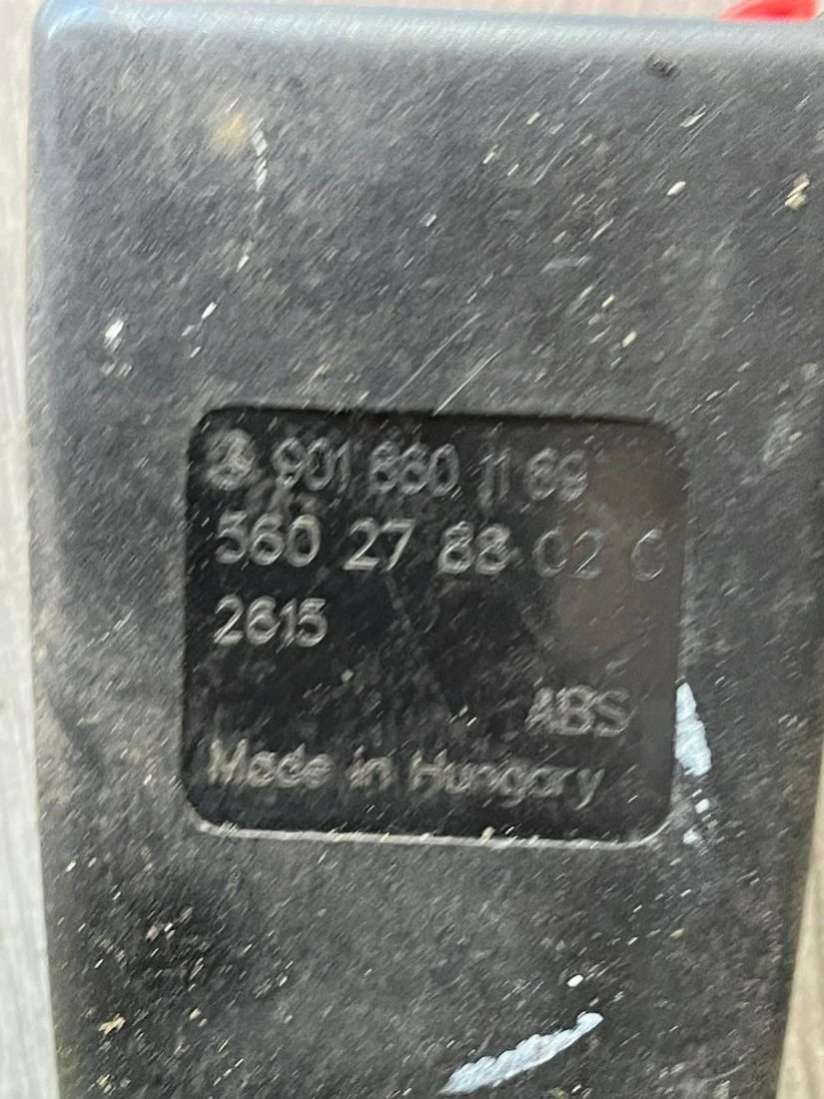 901 860 11 69
560 27 88 02 C
2615
ABS
Made in Hungary